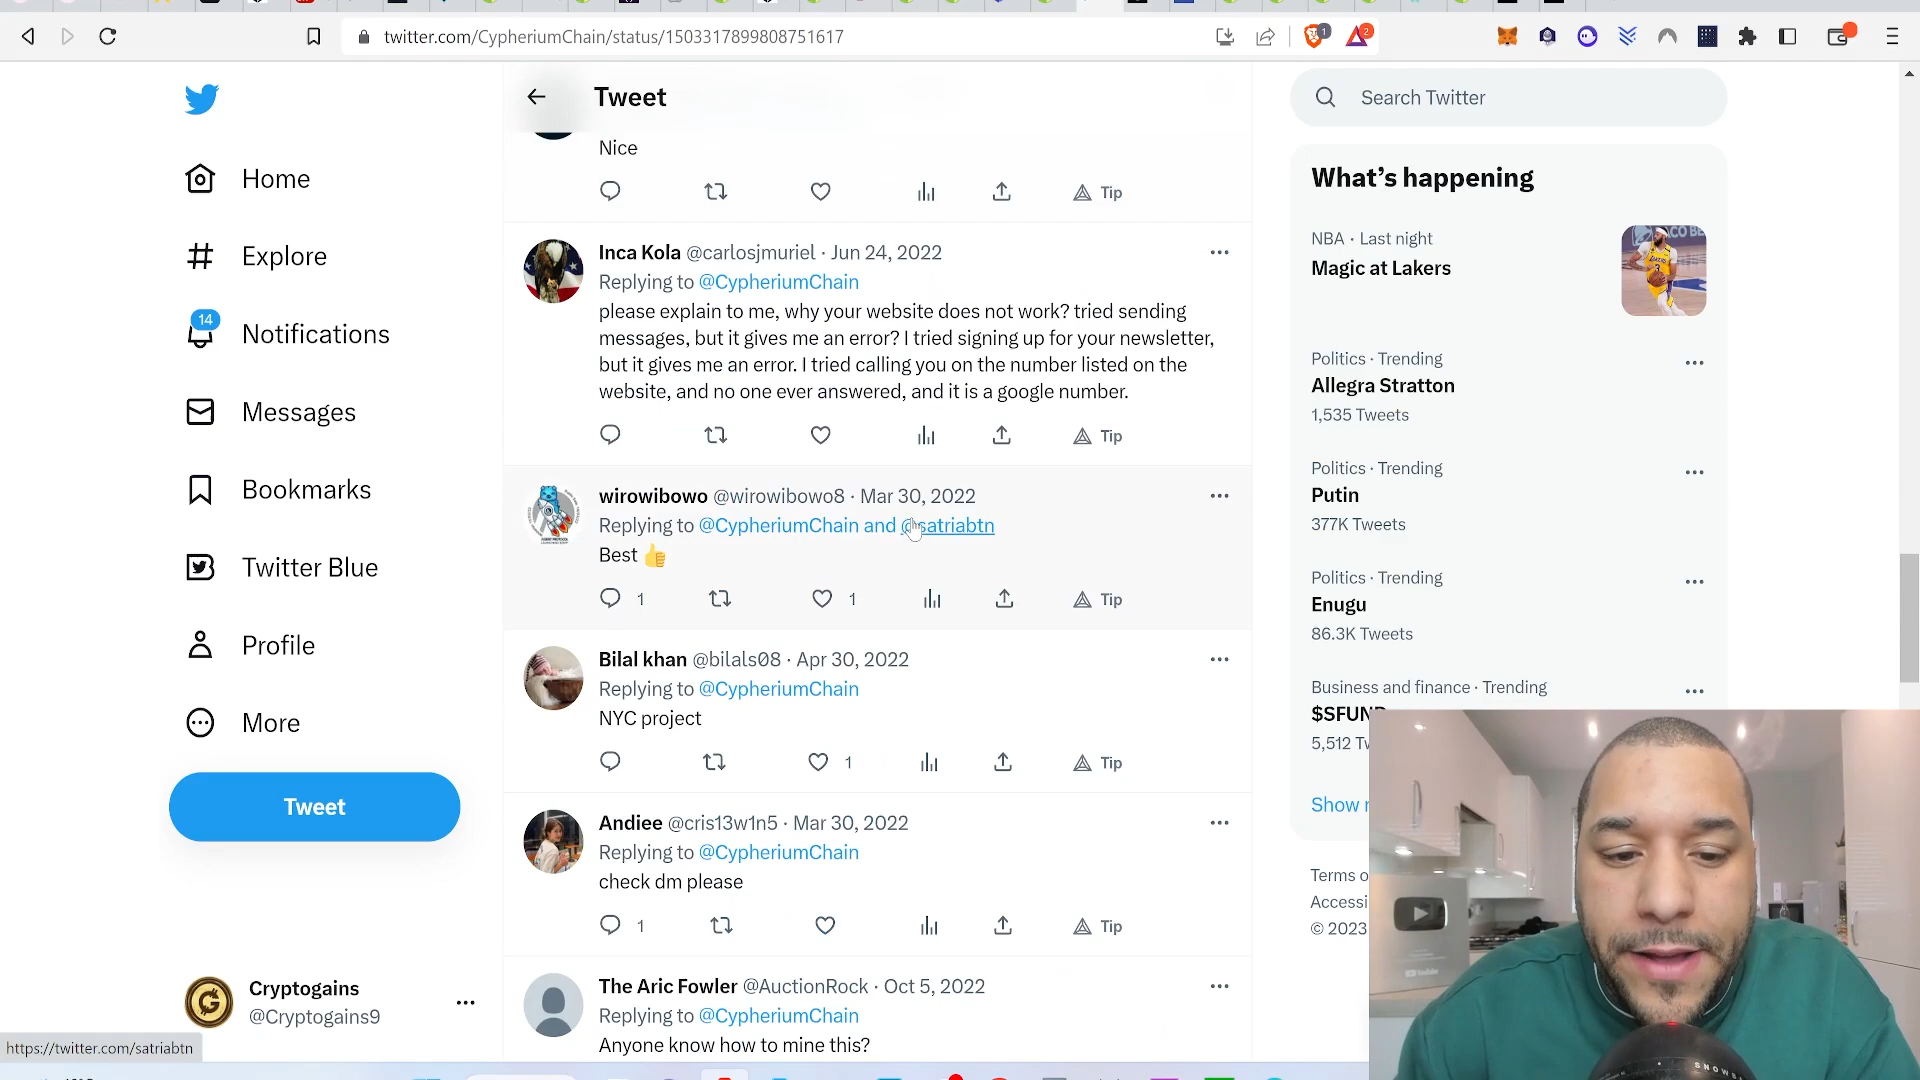 twitter.com/CypheriumChain/status/1503317899808751617
1
2
Tweet
Search Twitter
Home
Explore
14
Notifications
Messages
Bookmarks
Twitter Blue
Profile
More
Tweet
Cryptogains
@Cryptogains9
https://twitter.com/satriabtn
Nice
Tip
Inca Kola @carlosjmuriel · Jun 24, 2022
Replying to @CypheriumChain
please explain to me, why your website does not work? tried sending
messages, but it gives me an error? I tried signing up for your newsletter,
but it gives me an error. I tried calling you on the number listed on the
website, and no one ever answered, and it is a google number.
Tip
wirowibowo @wirowibowo8 · Mar 30, 2022
Replying to @CypheriumChain and @satriabtn
Best 👍
1 1 Tip
Bilal khan @bilals08 · Apr 30, 2022
Replying to @CypheriumChain
NYC project
1 Tip
Andiee @cris13w1n5 · Mar 30, 2022
Replying to @CypheriumChain
check dm please
1 Tip
The Aric Fowler @AuctionRock · Oct 5, 2022
Replying to @CypheriumChain
Anyone know how to mine this?
What's happening
NBA · Last night
Magic at Lakers
Politics · Trending
Allegra Stratton
1,535 Tweets
Politics · Trending
Putin
377K Tweets
Politics · Trending
Enugu
86.3K Tweets
Business and finance · Trending
$SFUND
5,512 Tw
Show
Terms o
Accessi
© 2023